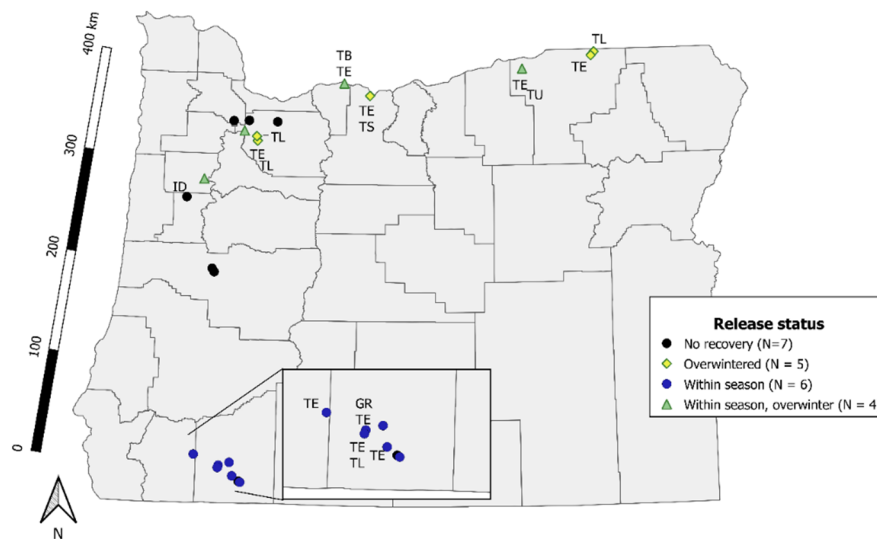 400 km
300
200
100
0
N
TB
TE
TE
TS
TL
TE
TE
TU
TL
TE
TL
ID
TE
GR
TE
TE
TL
TE
Release status
No recovery (N=7)
Overwintered (N = 5)
Within season (N = 6)
Within season, overwinter (N = 4